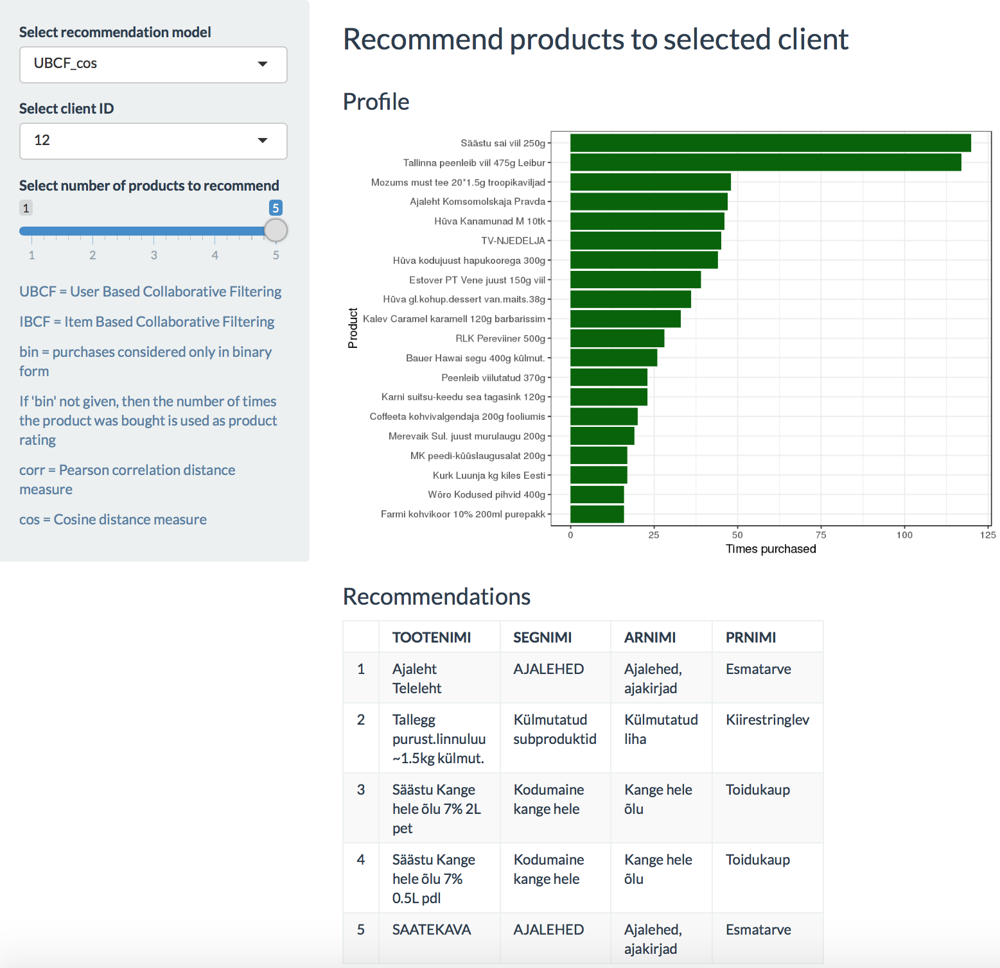 Select recommendation model
UBCF_cos
Select client ID
12
Select number of products to recommend
1
5
1 2 3 4 5
UBCF = User Based Collaborative Filtering
IBCF = Item Based Collaborative Filtering
bin = purchases considered only in binary
form
If 'bin' not given, then the number of times
the product was bought is used as product
rating
corr = Pearson correlation distance
measure
cos = Cosine distance measure
Recommend products to selected client
Profile
Product
Säästu sai viil 250g
Tallinna peenleib viil 475g Leibur
Mozums must tee 20*1.5g troopikaviljad
Ajaleht Komsomolskaja Pravda
Hüva Kanamunad M 10tk
TV-NJEDELJA
Hüva kodujuust hapukoorega 300g
Estover PT Vene juust 150g viil
Hüva gl.kohup.dessert van.maits.38g
Kalev Caramel karamell 120g barbarissim
RLK Pereviiner 500g
Bauer Hawai segu 400g külmut.
Peenleib viilutatud 370g
Karni suitsu-keedu sea tagasink 120g
Coffeeta kohvivalgendaja 200g fooliumis
Merevaik Sul. juust murulaugu 200g
MK peedi-küüslaugusalat 200g
Kurk Luunja kg kiles Eesti
Wõro Kodused pihvid 400g
Farmi kohvikoor 10% 200ml purepakk
0 25 50 75 100 125
Times purchased
Recommendations
TOOTENIMI SEGNIMI ARNIMI PRNIMI
1 Ajaleht AJALEHED Ajalehed, Esmatarve
Teleleht ajakirjad
2 Tallegg Külmutatud Külmutatud Kiirestringlev
purust.linnuluu subproduktid liha
~1.5kg külmut.
3 Säästu Kange Kodumaine Kange hele Toidukaup
hele õlu 7% 2L kange hele õlu
pet
4 Säästu Kange Kodumaine Kange hele Toidukaup
hele õlu 7% kange hele õlu
0.5L pdl
5 SAATEKAVA AJALEHED Ajalehed, Esmatarve
ajakirjad